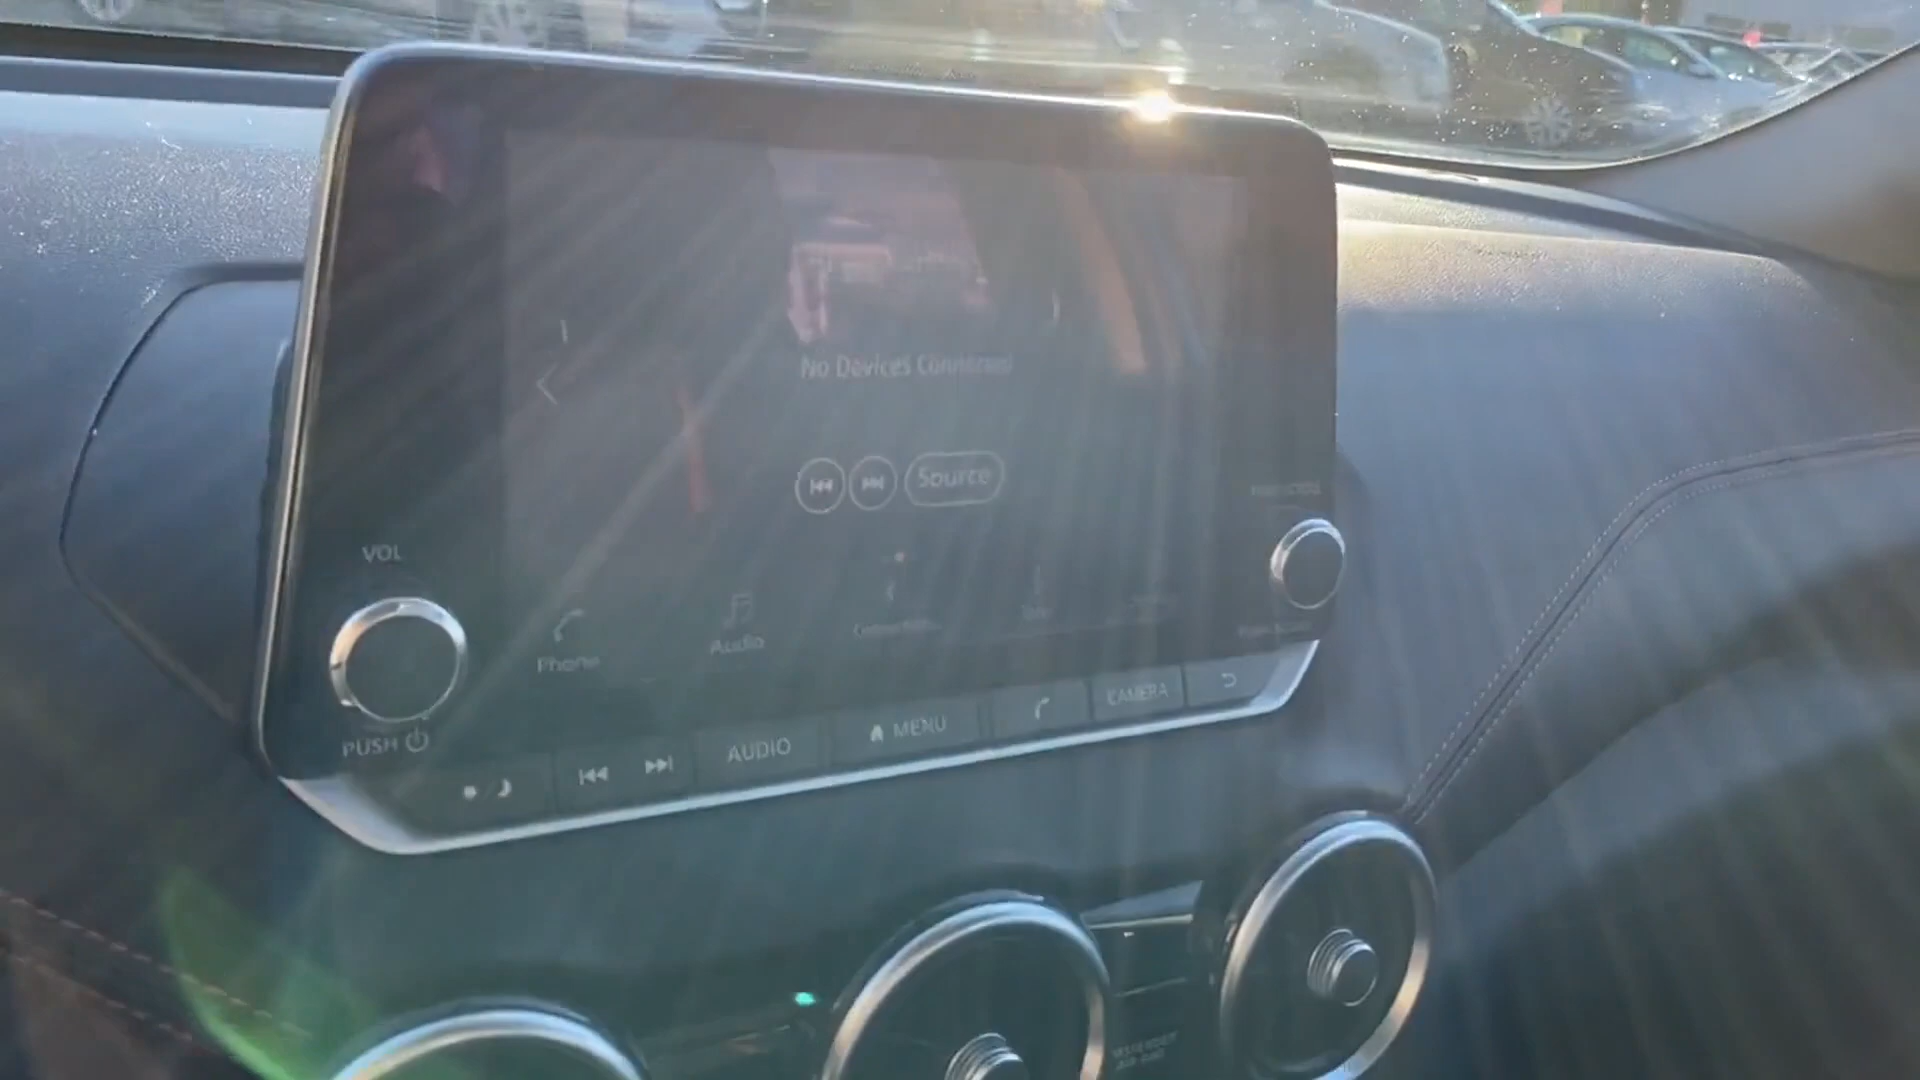 No Devices Connected
Source
VOL
Phone
Audio
PUSH
AUDIO
MENU
CAMERA